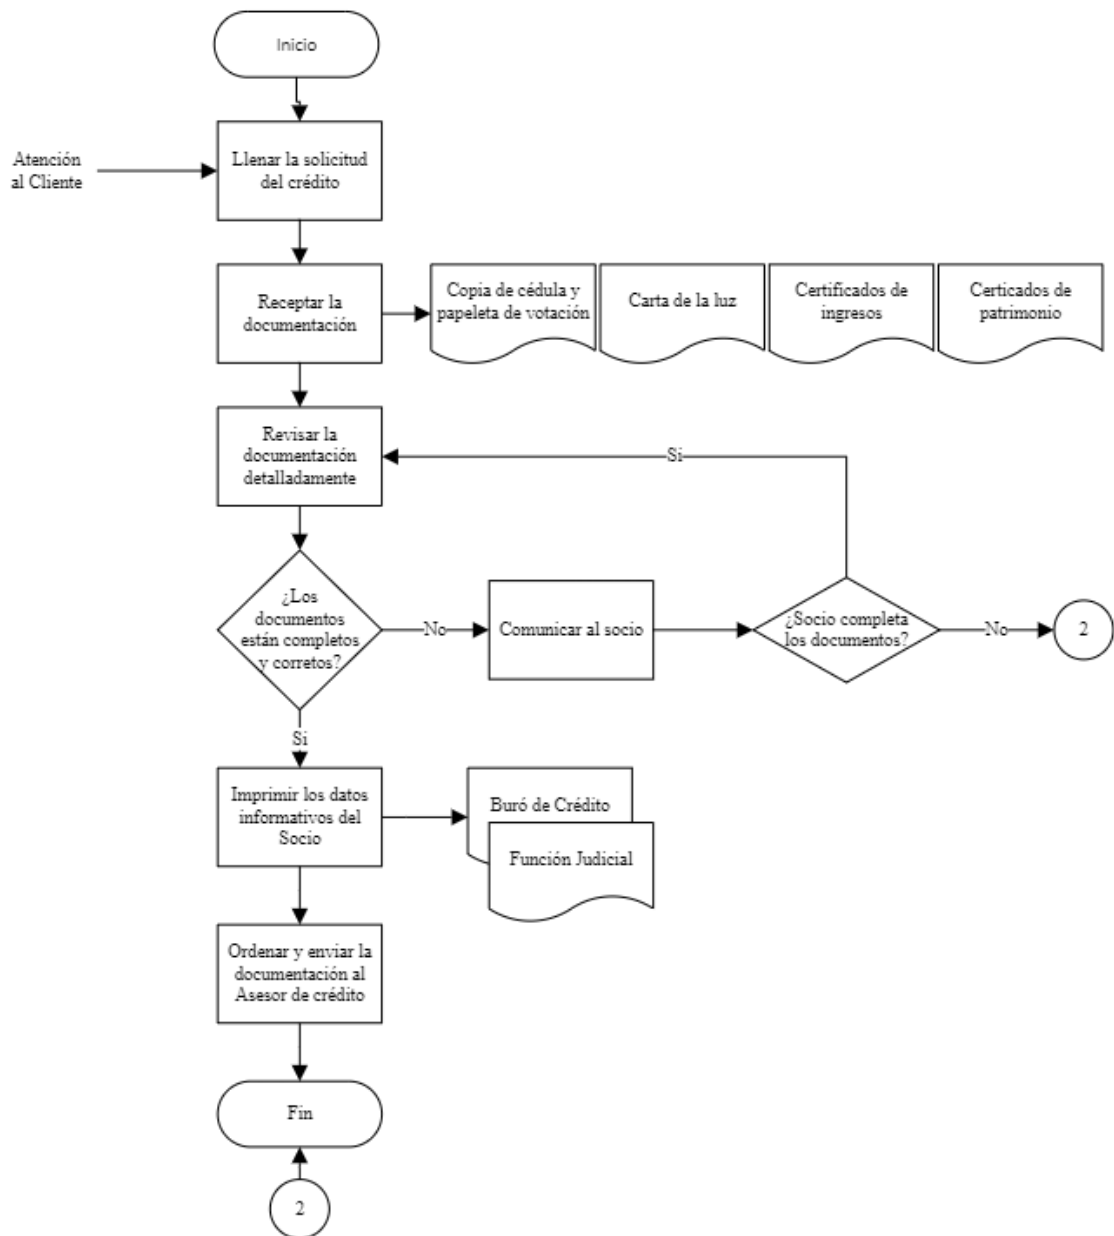 Inicio
Atención
al Cliente
Llenar la solicitud
del crédito
Receptar la
documentación
Copia de cédula y
papeleta de votación
Carta de la luz
Certificados de
ingresos
Certicados de
patrimonio
Revisar la
documentación
detalladamente
Si
¿Los
documentos
están completos
y corretos?
No
Comunicar al socio
¿Socio completa
los documentos?
No
2
Si
Imprimir los datos
informativos del
Socio
Buró de Crédito
Función Judicial
Ordenar y enviar la
documentación al
Asesor de crédito
Fin
2